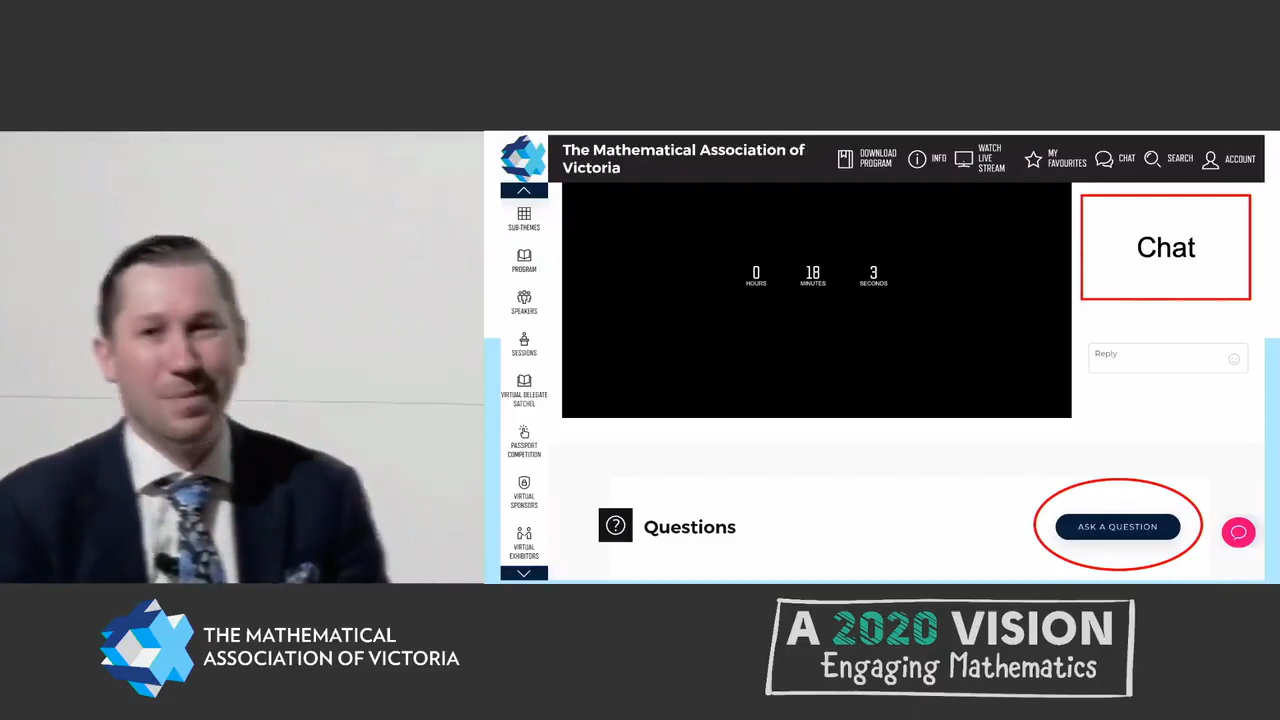 The Mathematical Association of
Victoria
DOWNLOAD
PROGRAM
INFO
WATCH
LIVE
STREAM
MY
FAVOURITES
CHAT
SEARCH
ACCOUNT
SUB-THEMES
PROGRAM
SPEAKERS
SESSIONS
VIRTUAL DELEGATE
SATCHEL
PASSPORT
COMPETITION
VIRTUAL
SPONSORS
VIRTUAL
EXHIBITORS
0 18 3
HOURS MINUTES SECONDS
Chat
Reply
? Questions
ASK A QUESTION
THE MATHEMATICAL
ASSOCIATION OF VICTORIA
A 2020 VISION
Engaging Mathematics